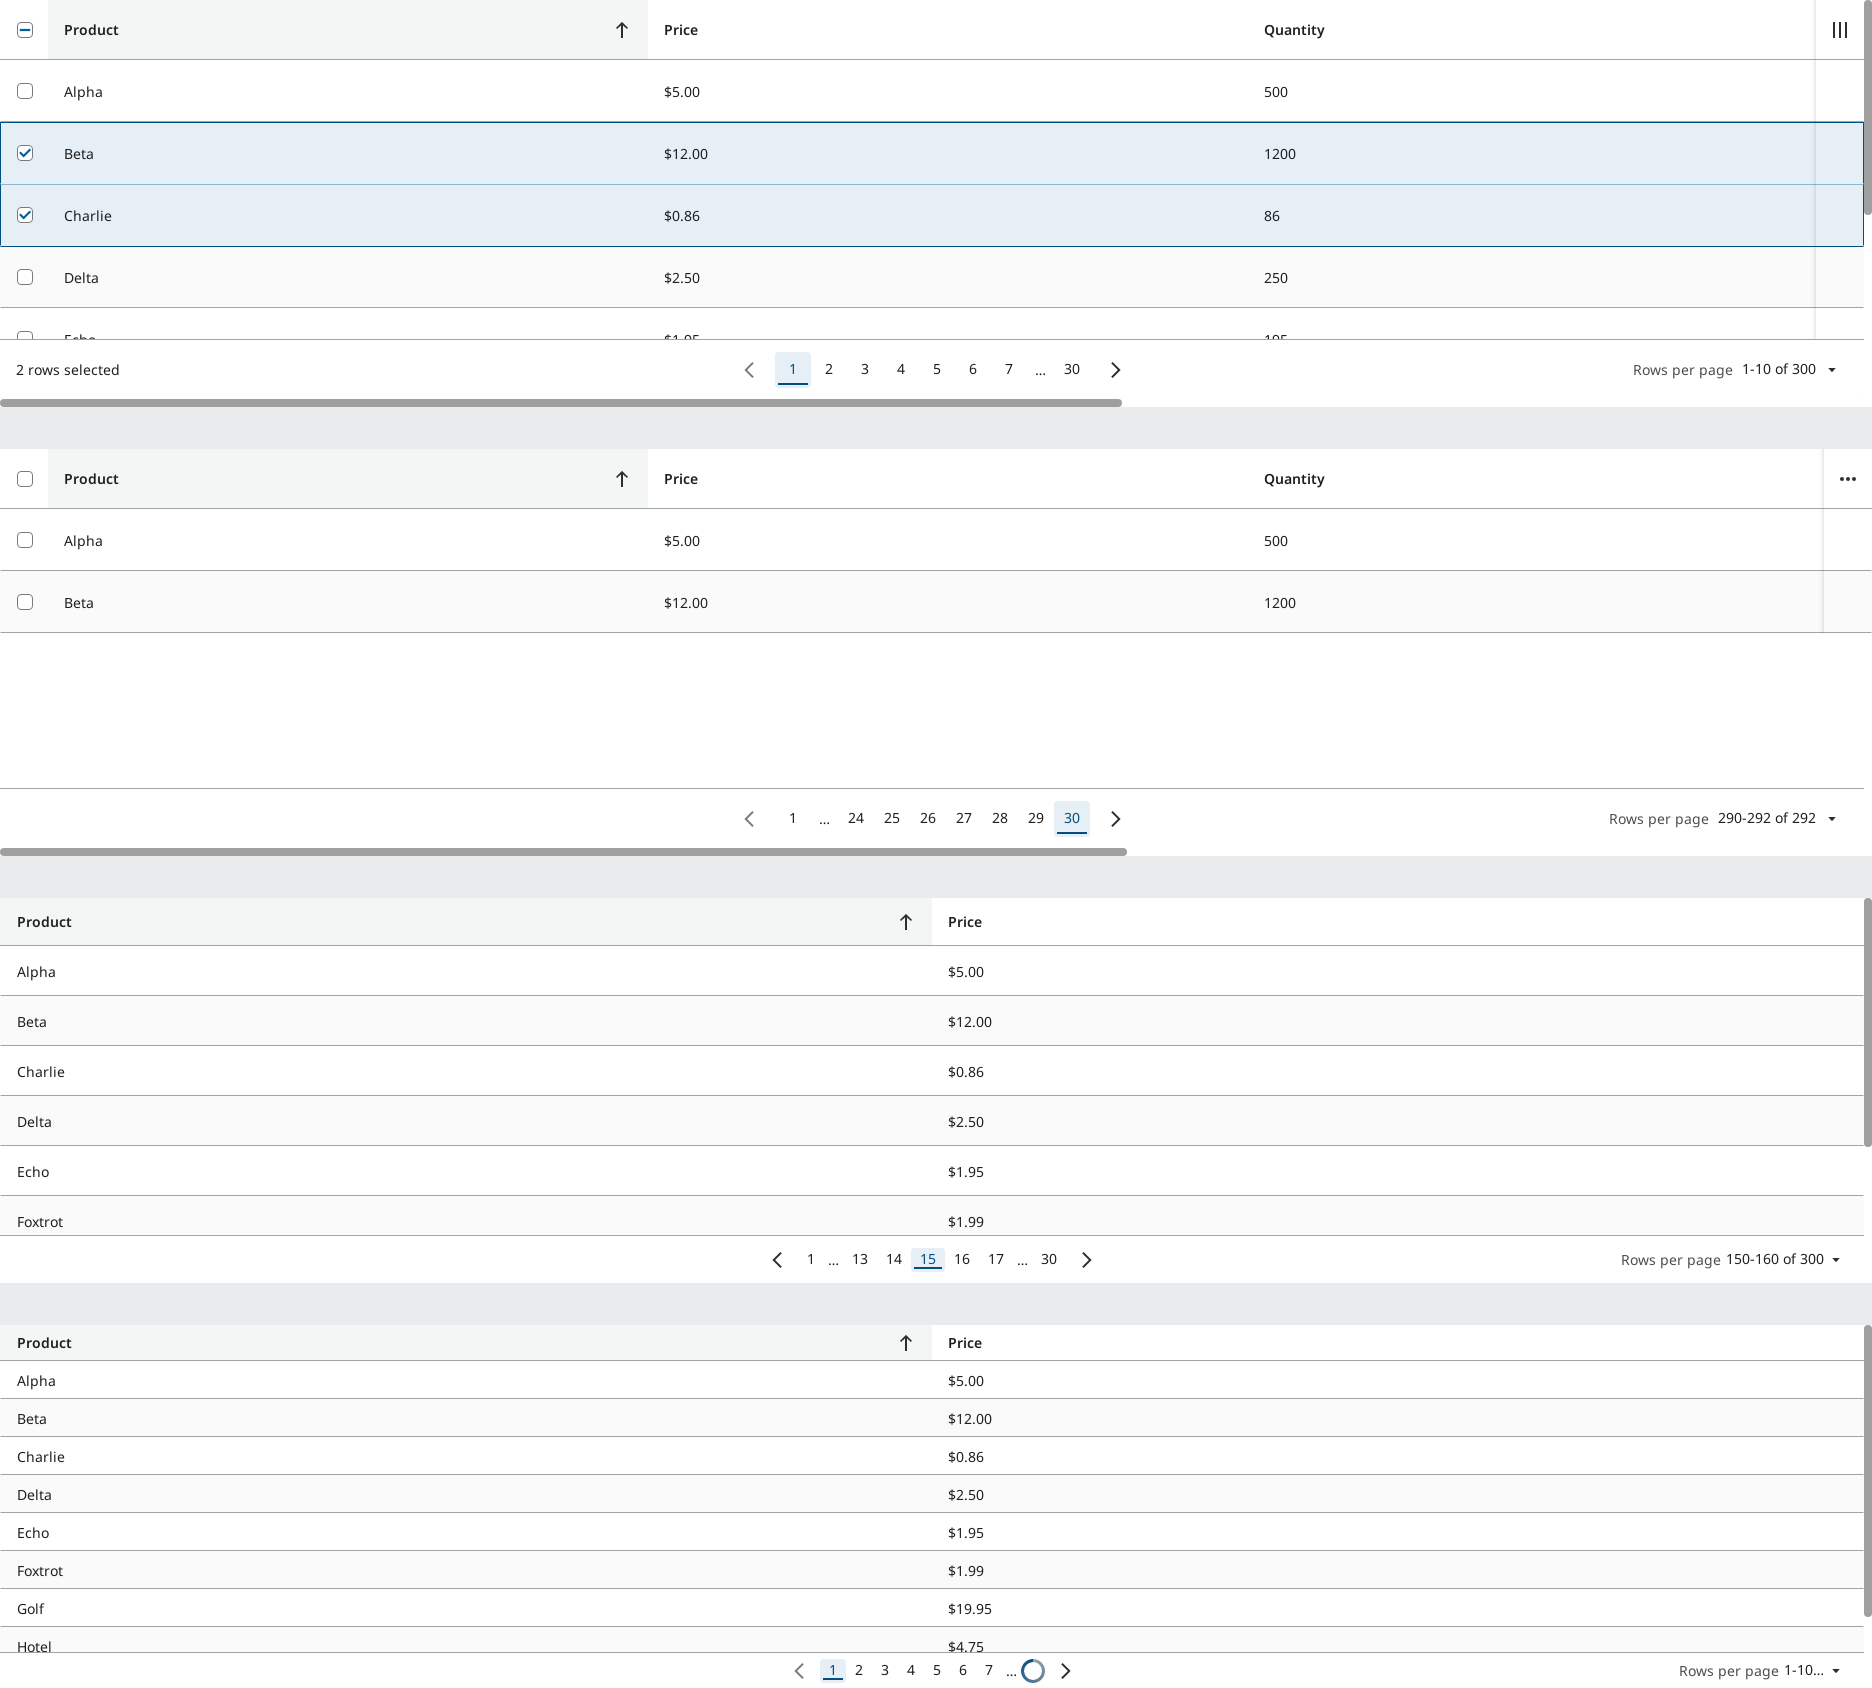 Product Price Quantity
Alpha $5.00 500
Beta $12.00 1200
Charlie $0.86 86
Delta $2.50 250
Echo $1.95 195
2 rows selected 1 2 3 4 5 6 7 ... 30 Rows per page 1-10 of 300
Product Price Quantity
Alpha $5.00 500
Beta $12.00 1200
1 ... 24 25 26 27 28 29 30 Rows per page 290-292 of 292
Product Price
Alpha $5.00
Beta $12.00
Charlie $0.86
Delta $2.50
Echo $1.95
Foxtrot $1.99
1 ... 13 14 15 16 17 ... 30 Rows per page 150-160 of 300
Product Price
Alpha $5.00
Beta $12.00
Charlie $0.86
Delta $2.50
Echo $1.95
Foxtrot $1.99
Golf $19.95
Hotel $4.75
1 2 3 4 5 6 7 ... Rows per page 1-10...